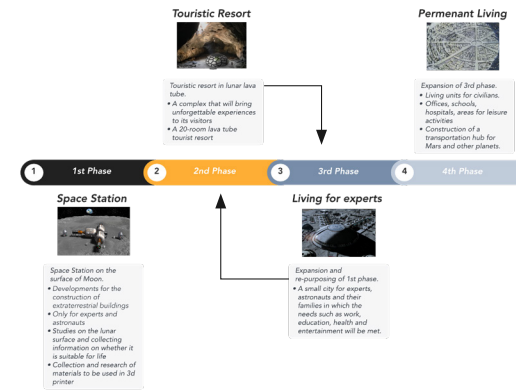 Touristic Resort
Permenant Living
Touristic resort in lunar lava
tube.
• A complex that will bring
unforgettable experiences
to its visitors
• A 20-room lava tube
tourist resort
Expansion of 3rd phase.
• Living units for civilians.
• Offices, schools,
hospitals, areas for leisure
activities
• Construction of a
transportation hub for
Mars and other planets.
1 1st Phase 2 2nd Phase 3 3rd Phase 4 4th Phase
Space Station
Living for experts
Space Station on the
surface of Moon.
• Developments for the
construction of
extraterrestrial buildings
• Only for experts and
astronauts
• Studies on the lunar
surface and collecting
information on whether it
is suitable for life
• Collection and research of
materials to be used in 3d
printer
Expansion and
re-purposing of 1st phase.
• A small city for experts,
astronauts and their
families in which the
needs such as work,
education, health and
entertainment will be met.